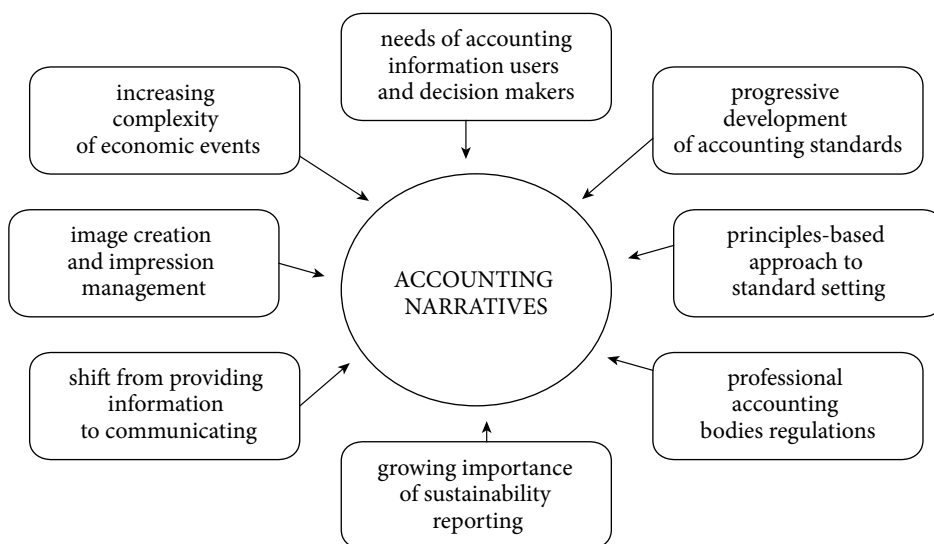 needs of accounting
information users
and decision makers
increasing
complexity
of economic events
progressive
development
of accounting standards
image creation
and impression
management
ACCOUNTING
NARRATIVES
principles-based
approach to
standard setting
shift from providing
information
to communicating
professional
accounting
bodies regulations
growing importance
of sustainability
reporting